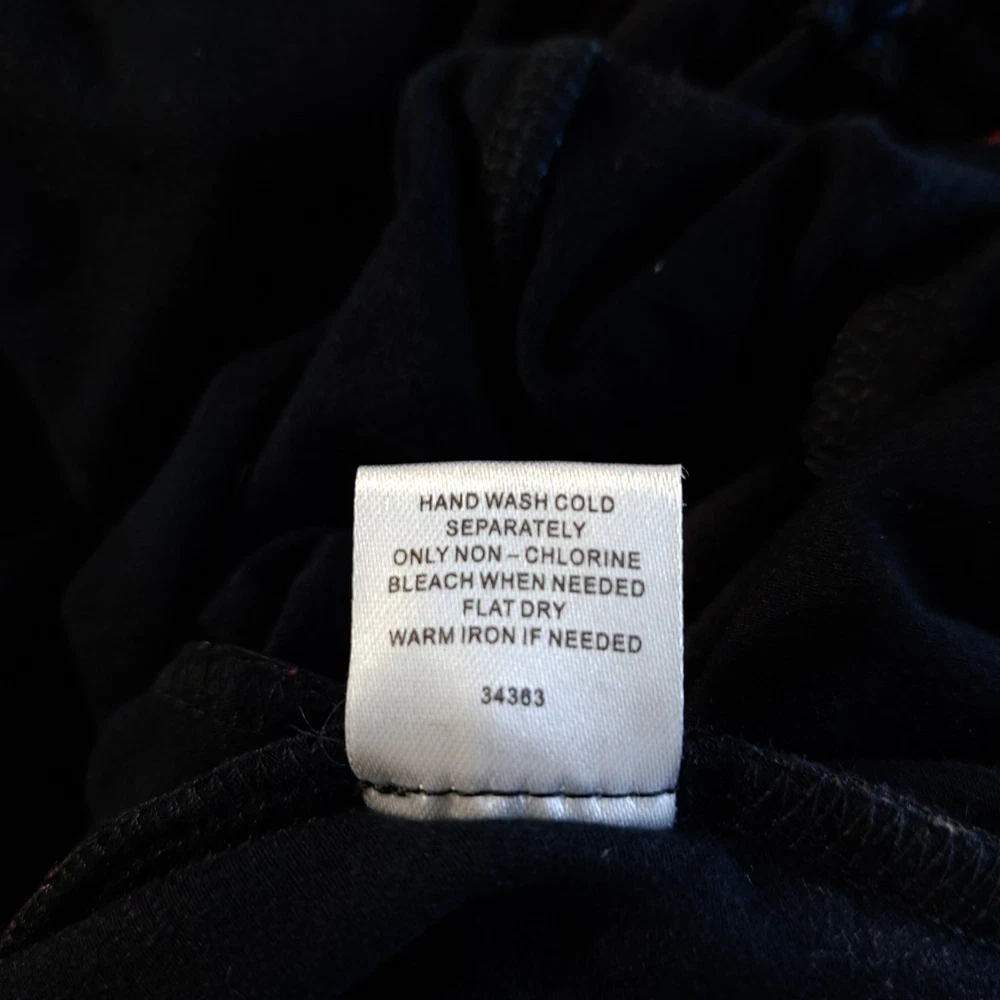 HAND WASH COLD
SEPARATELY
ONLY NON – CHLORINE
BLEACH WHEN NEEDED
FLAT DRY
WARM IRON IF NEEDED
34363